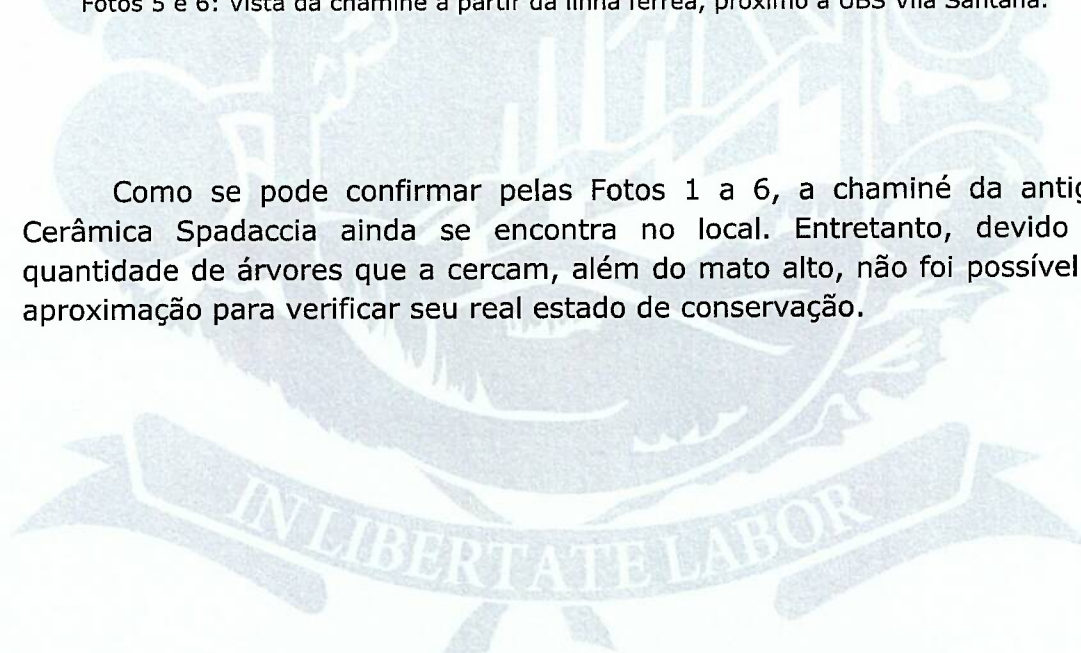 Fotos 5 e 6: Vista da chaminé a partir da linha férrea, próximo à UBS Vila Santana.
Como se pode confirmar pelas Fotos 1 a 6, a chaminé da
Cerâmica Spadaccia ainda se encontra no local. Entretanto, devido
quantidade de árvores que a cercam, além do mato alto, não foi possível
aproximação para verificar seu real estado de conservação.
IN LIBERTATE LABOR